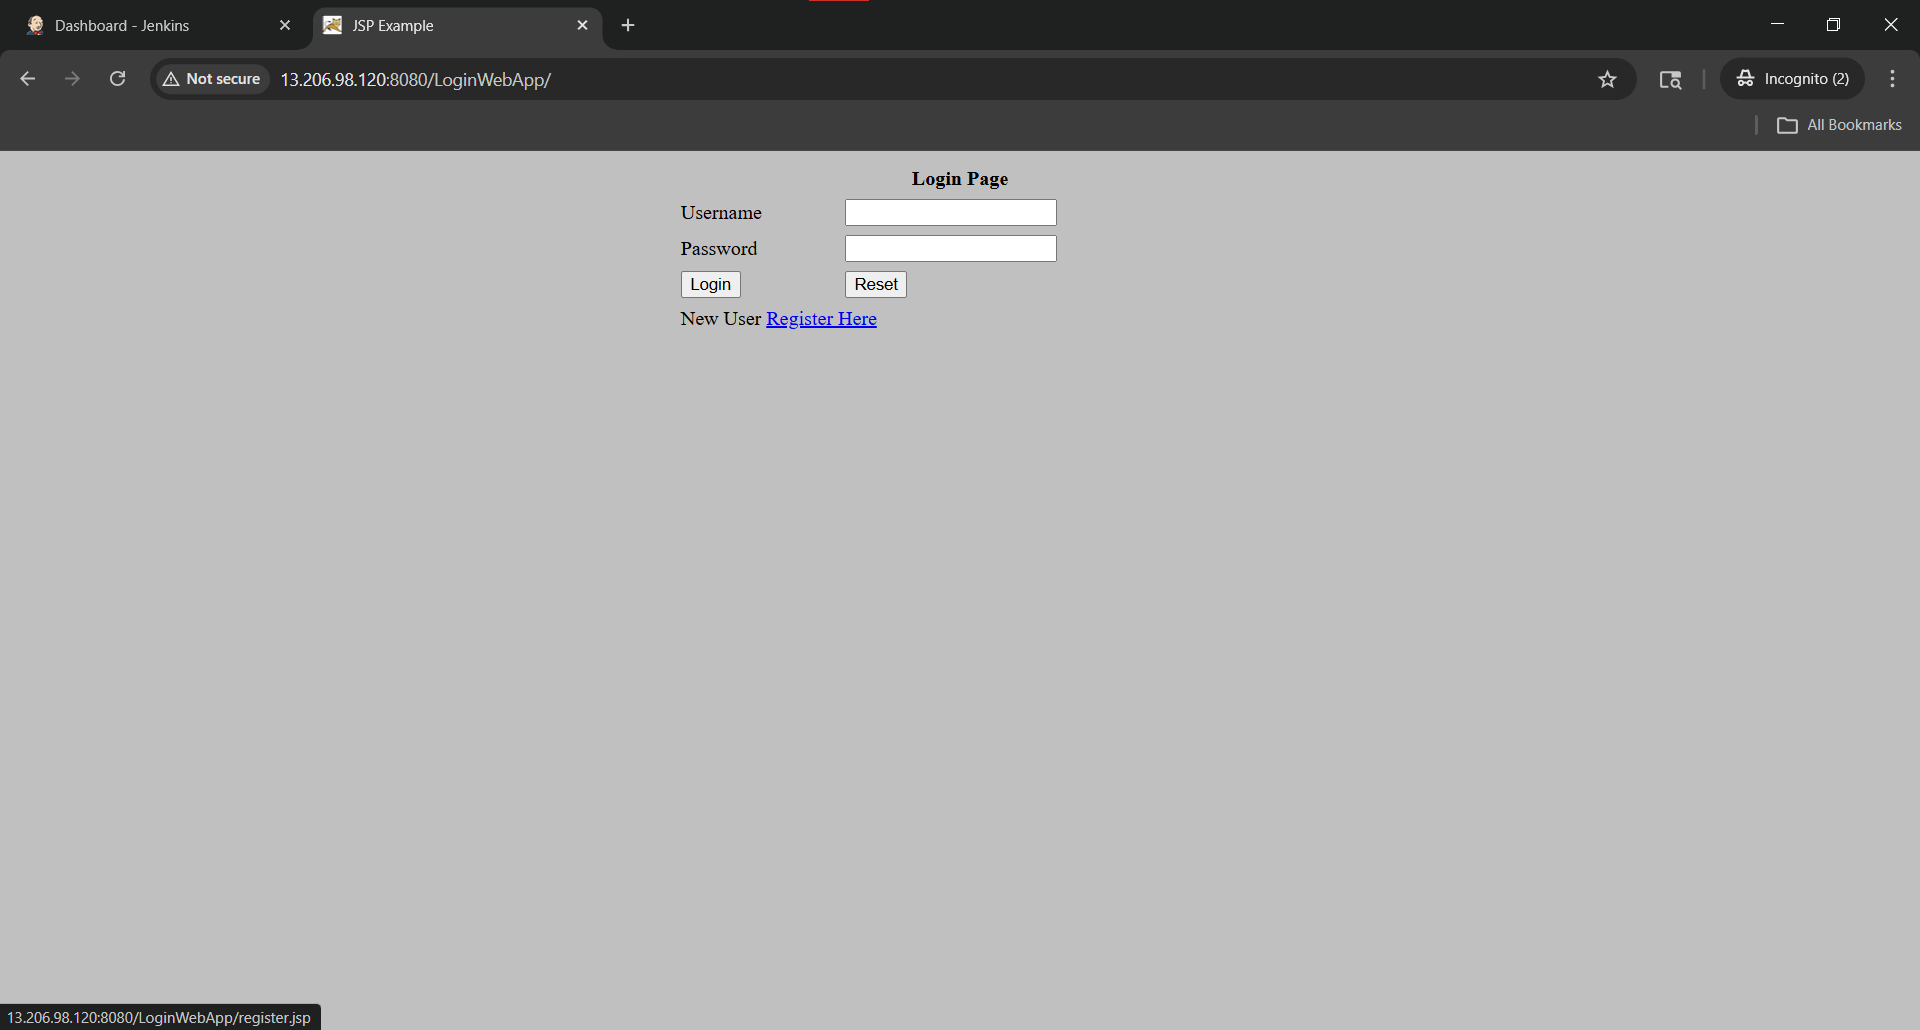 Dashboard - Jenkins
JSP Example
Not secure
13.206.98.120:8080/LoginWebApp/
Incognito (2)
All Bookmarks
Login Page
Username
Password
Login
Reset
New User Register Here
13.206.98.120:8080/LoginWebApp/register.jsp